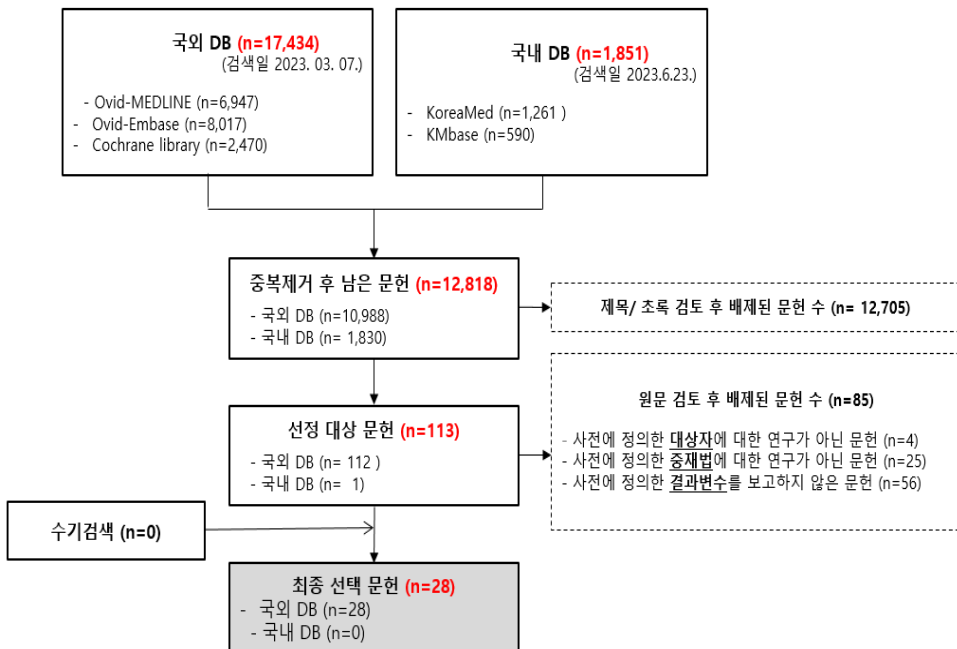 국외 DB (n=17,434)
(검색일 2023. 03. 07.)
- Ovid-MEDLINE (n=6,947)
- Ovid-Embase (n=8,017)
- Cochrane library (n=2,470)
국내 DB (n=1,851)
(검색일 2023.6.23.)
- KoreaMed (n=1,261 )
- KMbase (n=590)
중복제거 후 남은 문헌 (n=12,818)
- 국외 DB (n=10,988)
- 국내 DB (n= 1,830)
제목/ 초록 검토 후 배제된 문헌 수 (n= 12,705)
선정 대상 문헌 (n=113)
- 국외 DB (n= 112 )
- 국내 DB (n= 1)
원문 검토 후 배제된 문헌 수 (n=85)
- 사전에 정의한 대상자에 대한 연구가 아닌 문헌 (n=4)
- 사전에 정의한 중재법에 대한 연구가 아닌 문헌 (n=25)
- 사전에 정의한 결과변수를 보고하지 않은 문헌 (n=56)
수기검색 (n=0)
최종 선택 문헌 (n=28)
- 국외 DB (n=28)
- 국내 DB (n=0)